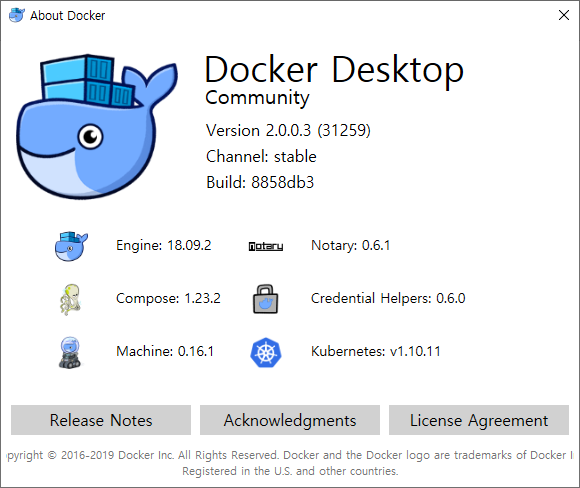 About Docker
Docker Desktop
Community
Version 2.0.0.3 (31259)
Channel: stable
Build: 8858db3
Engine: 18.09.2
notary
Notary: 0.6.1
Compose: 1.23.2
Credential Helpers: 0.6.0
Machine: 0.16.1
Kubernetes: v1.10.11
Release Notes
Acknowledgments
License Agreement
opyright © 2016-2019 Docker Inc. All Rights Reserved. Docker and the Docker logo are trademarks of Docker I
Registered in the U.S. and other countries.